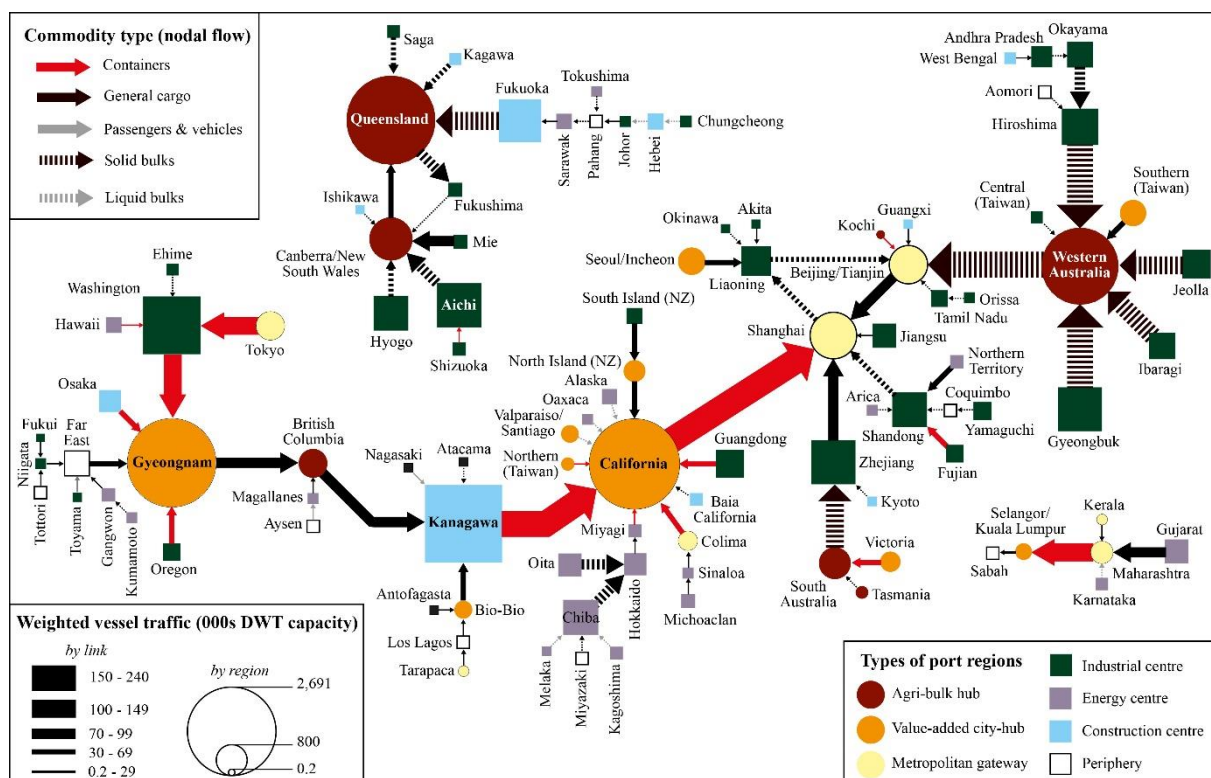 Commodity type (nodal flow)
Containers
General cargo
Passengers & vehicles
Solid bulks
Liquid bulks
Saga
Kagawa
Queensland
Fukuoka
Tokushima
Sarawak
Pahang
Johor
Hebei
Chungcheong
Ishikawa
Fukushima
Canberra/New
South Wales
Mie
Hyogo
Aichi
Shizuoka
Andhra Pradesh
Okayama
West Bengal
Aomori
Hiroshima
Southern
(Taiwan)
Central
(Taiwan)
Western
Australia
Jeolla
Ibaragi
Gyeongbuk
Okinawa
Akita
Kochi
Guangxi
Seoul/Incheon
Liaoning
Beijing/Tianjin
Orissa
Tamil Nadu
Shanghai
Jiangsu
Northern
Territory
Arica
Coquimbo
Shandong
Yamaguchi
Fujian
Zhejiang
Kyoto
South
Australia
Victoria
Tasmania
Selangor/
Kuala Lumpur
Kerala
Gujarat
Sabah
Maharashtra
Karnataka
Ehime
Washington
Hawaii
Tokyo
Osaka
Fukui
Far
East
Niigata
Gyeongnam
Tottori
Toyama
Gangwon
Kumamoto
Oregon
British
Columbia
Magallanes
Aysen
Nagasaki
Atacama
Kanagawa
Antofagasta
Bio-Bio
Los Lagos
Tarapaca
South Island (NZ)
North Island (NZ)
Alaska
Oaxaca
Valparaiso/
Santiago
Northern
(Taiwan)
California
Guangdong
Baia
California
Miyagi
Colima
Oita
Sinaloa
Chiba
Hokkaido
Michoaclan
Melaka
Miyazaki
Kagoshima
Weighted vessel traffic (000s DWT capacity)
by link
by region
150 - 240
100 - 149
70 - 99
30 - 69
0.2 - 29
2,691
800
0.2
Types of port regions
Agri-bulk hub
Value-added city-hub
Metropolitan gateway
Industrial centre
Energy centre
Construction centre
Periphery